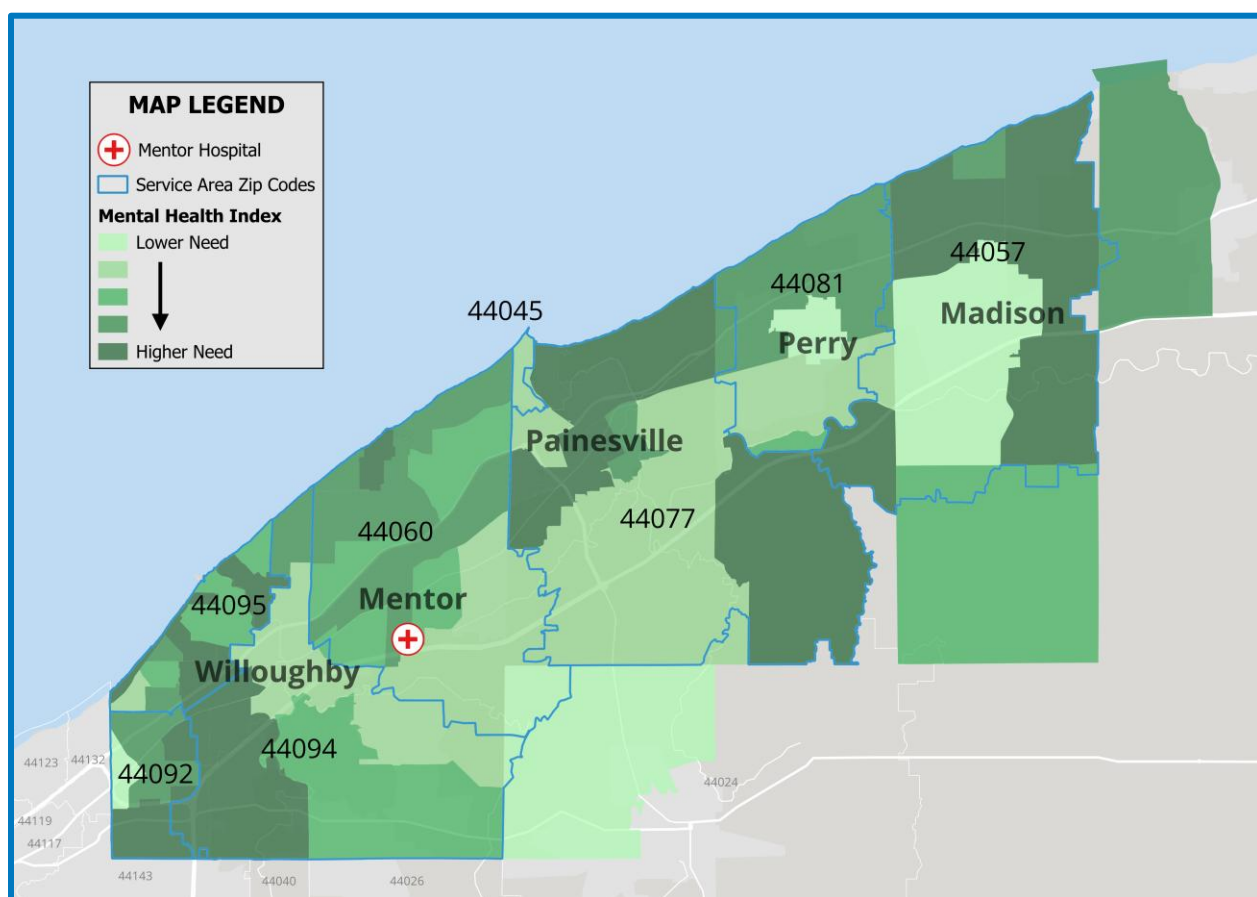 MAP LEGEND
Mentor Hospital
Service Area Zip Codes
Mental Health Index
Lower Need
Higher Need
44057
44081
Madison
44045
Perry
Painesville
44077
44060
Mentor
44095
Willoughby
44094
44092
44123
44132
44024
44119
44117
44143
44040
44026